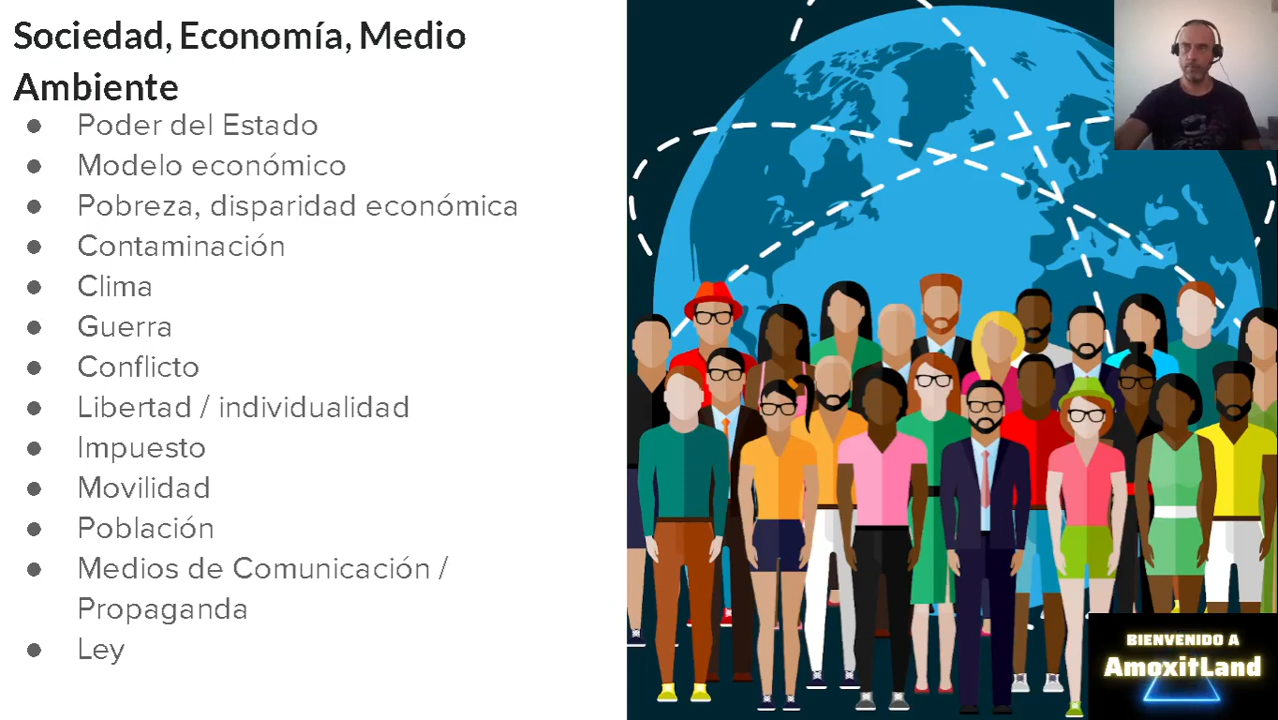 Sociedad, Economía, Medio
Ambiente
● Poder del Estado
● Modelo económico
● Pobreza, disparidad económica
● Contaminación
● Clima
● Guerra
● Conflicto
● Libertad / individualidad
● Impuesto
● Movilidad
● Población
● Medios de Comunicación /
Propaganda
● Ley
BIENVENIDO A
AmoxitLand